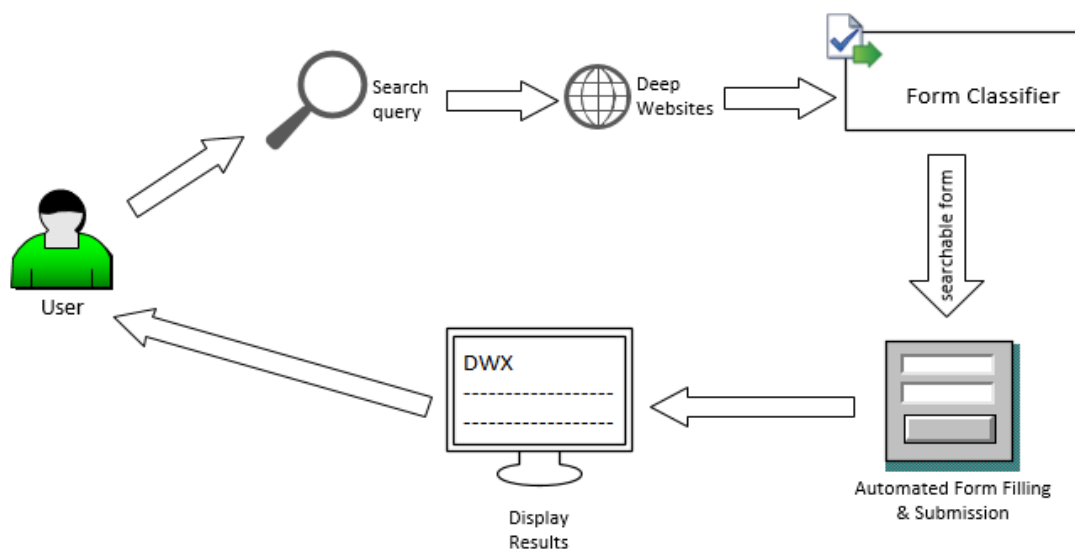 Search
query
Deep
Websites
Form Classifier
searchable form
User
DWX
--------------------
--------------------
Automated Form Filling
& Submission
Display
Results